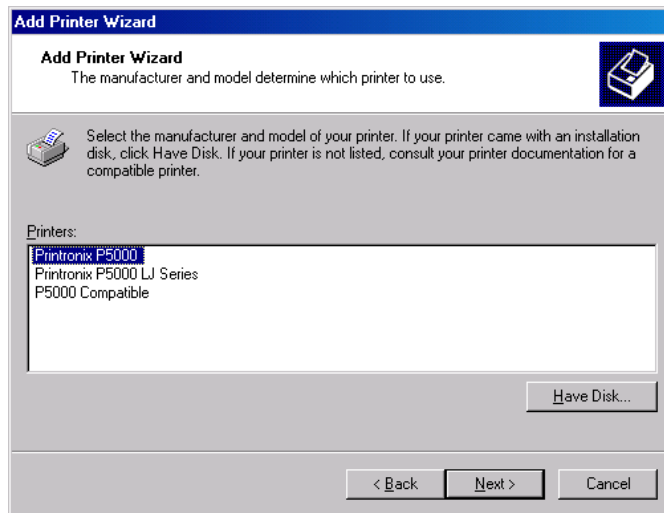 Add Printer Wizard
Add Printer Wizard
The manufacturer and model determine which printer to use.
Select the manufacturer and model of your printer. If your printer came with an installation
disk, click Have Disk. If your printer is not listed, consult your printer documentation for a
compatible printer.
Printers:
Printronix P5000
Printronix P5000 LJ Series
P5000 Compatible
Have Disk...
< Back
Next >
Cancel